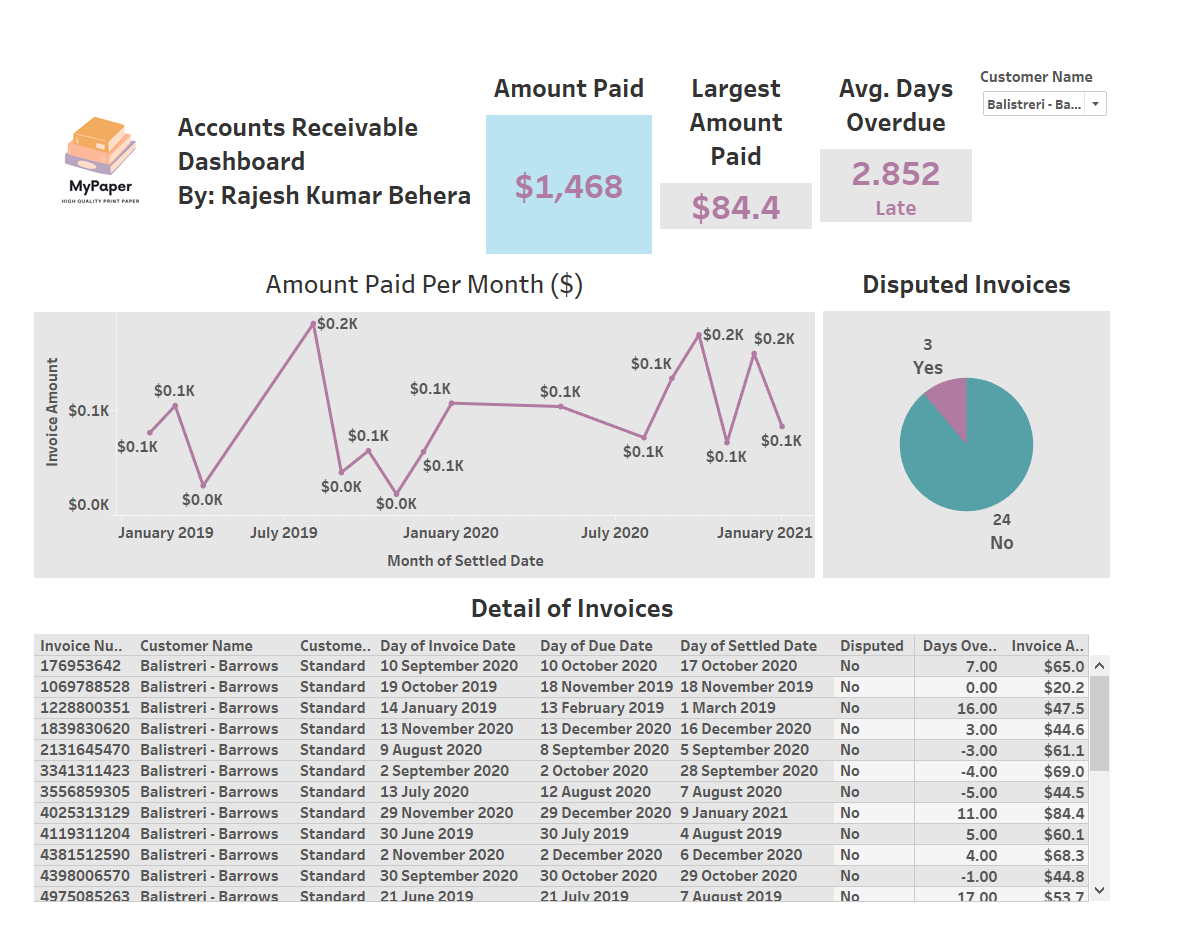 MyPaper
HIGH QUALITY PRINT PAPER
Accounts Receivable
Dashboard
By: Rajesh Kumar Behera
Amount Paid
$1,468
Largest
Amount
Paid
$84.4
Avg. Days
Overdue
2.852
Late
Customer Name
Balistreri - Ba...
Amount Paid Per Month ($)
Invoice Amount
$0.1K
$0.0K
$0.1K
$0.1K
$0.0K
$0.2K
$0.0K
$0.1K
$0.0K
$0.1K
$0.1K
$0.1K
$0.1K
$0.1K
$0.2K
$0.1K
$0.2K
$0.1K
January 2019 July 2019 January 2020 July 2020 January 2021
Month of Settled Date
Disputed Invoices
3
Yes
24
No
Detail of Invoices
Invoice Nu.. Customer Name Custome.. Day of Invoice Date Day of Due Date Day of Settled Date Disputed Days Ove.. Invoice A..
176953642 Balistreri - Barrows Standard 10 September 2020 10 October 2020 17 October 2020 No 7.00 $65.0
1069788528 Balistreri - Barrows Standard 19 October 2019 18 November 2019 18 November 2019 No 0.00 $20.2
1228800351 Balistreri - Barrows Standard 14 January 2019 13 February 2019 1 March 2019 No 16.00 $47.5
1839830620 Balistreri - Barrows Standard 13 November 2020 13 December 2020 16 December 2020 No 3.00 $44.6
2131645470 Balistreri - Barrows Standard 9 August 2020 8 September 2020 5 September 2020 No -3.00 $61.1
3341311423 Balistreri - Barrows Standard 2 September 2020 2 October 2020 28 September 2020 No -4.00 $69.0
3556859305 Balistreri - Barrows Standard 13 July 2020 12 August 2020 7 August 2020 No -5.00 $44.5
4025313129 Balistreri - Barrows Standard 29 November 2020 29 December 2020 9 January 2021 No 11.00 $84.4
4119311204 Balistreri - Barrows Standard 30 June 2019 30 July 2019 4 August 2019 No 5.00 $60.1
4381512590 Balistreri - Barrows Standard 2 November 2020 2 December 2020 6 December 2020 No 4.00 $68.3
4398006570 Balistreri - Barrows Standard 30 September 2020 30 October 2020 29 October 2020 No -1.00 $44.8
4975085263 Balistreri - Barrows Standard 21 June 2019 21 July 2019 7 August 2019 No 17.00 $53.7